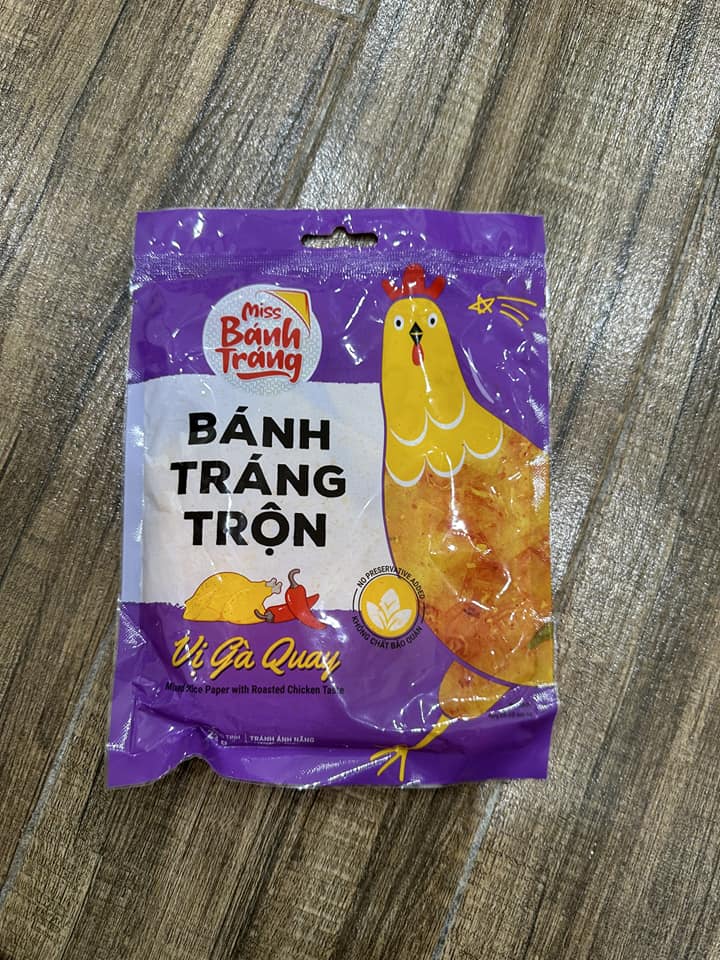 Miss
Bánh
Tráng
BÁNH
TRÁNG
TRỘN
NO PRESERVATIVE ADDED
KHÔNG CHẤT BẢO QUẢN
Vị Gà Quay
Mixed Rice Paper with Roasted Chicken Taste
TRÁNH ÁNH NẮNG